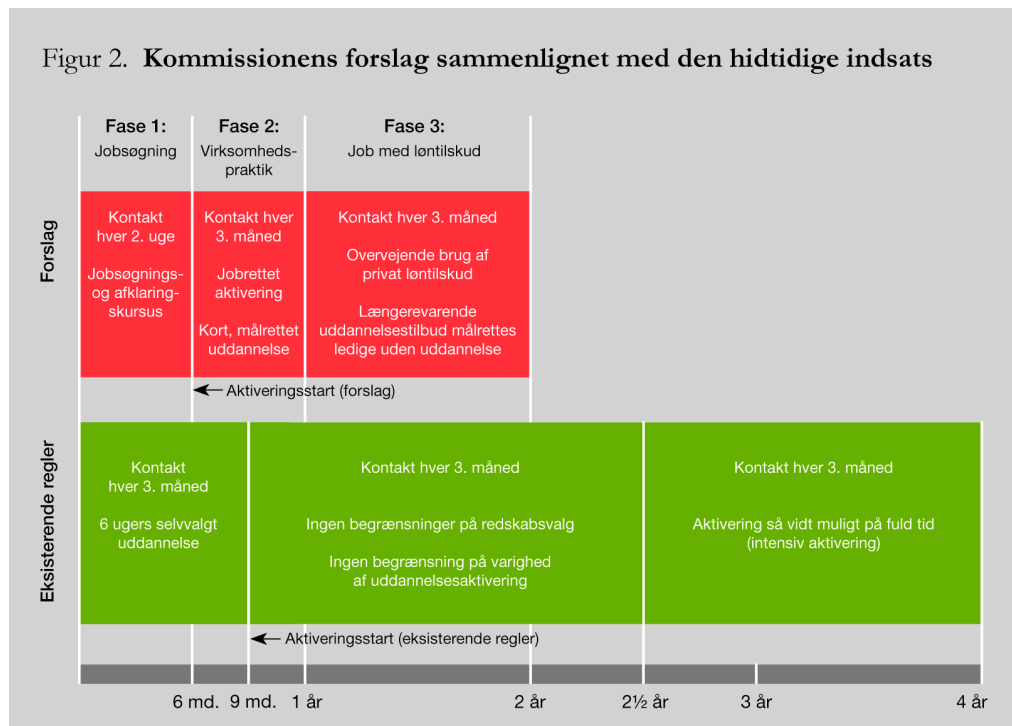 Figur 2. Kommissionens forslag sammenlignet med den hidtidige indsats
Fase 1:
Jobsøgning
Fase 2:
Virksomheds-
praktik
Fase 3:
Job med løntilskud
Forslag
Kontakt
hver 2. uge
Jobsøgnings-
og afklaring-
skursus
Kontakt hver
3. måned
Jobrettet
aktivering
Kort, målrettet
uddannelse
Kontakt hver 3. måned
Overvejende brug af
privat løntilskud
Længerevarende
uddannelsestilbud målrettes
ledige uden uddannelse
Aktiveringsstart (forslag)
Eksisterende regler
Kontakt
hver 3. måned
6 ugers selvvalgt
uddannelse
Kontakt hver 3. måned
Ingen begrænsninger på redskabsvalg
Ingen begrænsning på varighed
af uddannelsesaktivering
Kontakt hver 3. måned
Aktivering så vidt muligt på fuld tid
(intensiv aktivering)
Aktiveringsstart (eksisterende regler)
6 md. 9 md. 1 år 2 år 2½ år 3 år 4 år